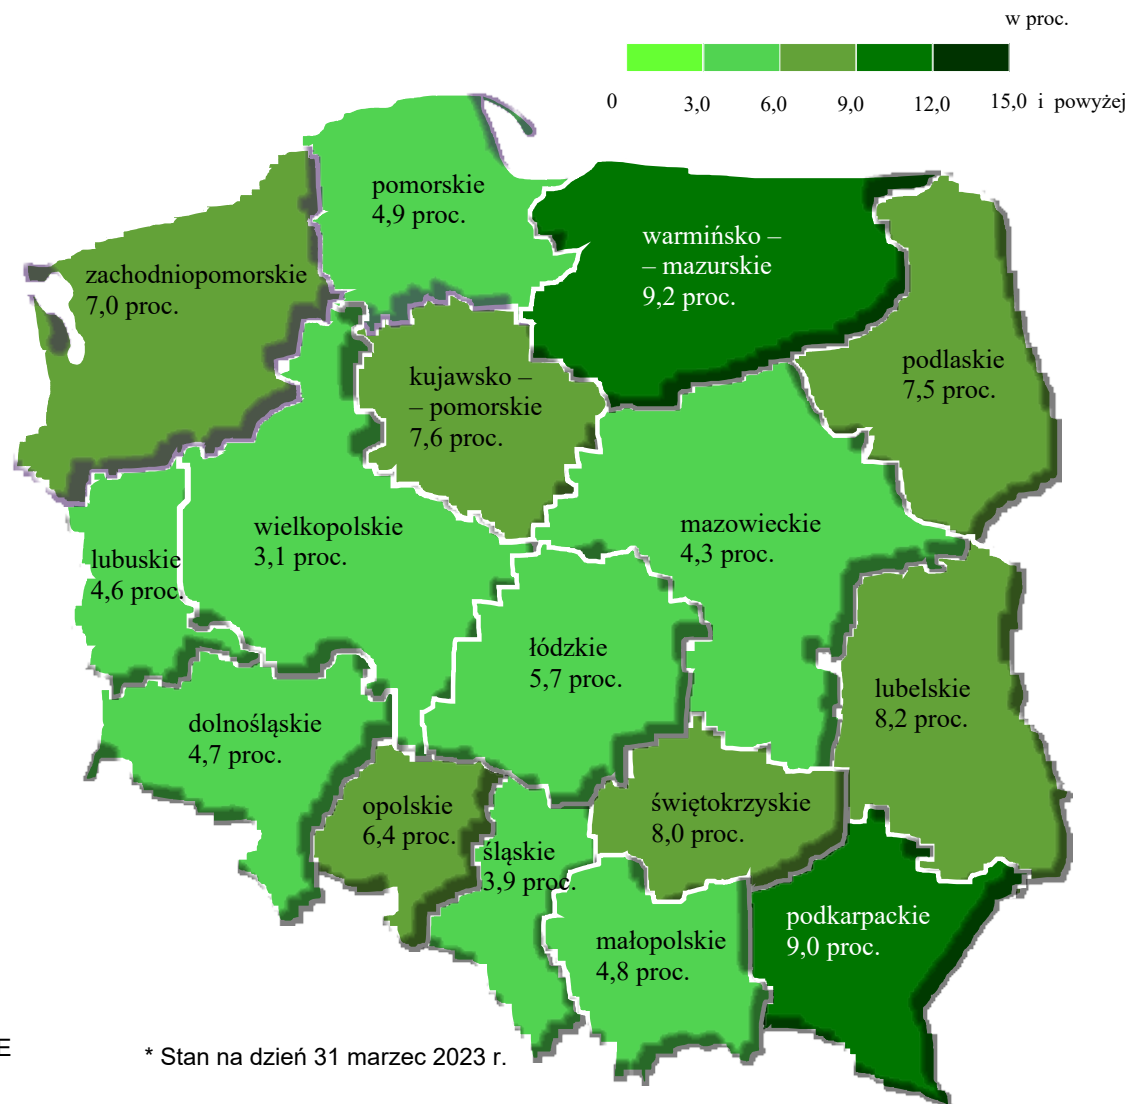 w proc.
0 3,0 6,0 9,0 12,0 15,0 i powyżej
pomorskie
4,9 proc.
warmińsko –
– mazurskie
9,2 proc.
zachodniopomorskie
7,0 proc.
podlaskie
7,5 proc.
kujawsko –
– pomorskie
7,6 proc.
wielkopolskie
3,1 proc.
mazowieckie
4,3 proc.
lubuskie
4,6 proc.
łódzkie
5,7 proc.
lubelskie
8,2 proc.
dolnośląskie
4,7 proc.
opolskie
6,4 proc.
świętokrzyskie
8,0 proc.
śląskie
3,9 proc.
podkarpackie
9,0 proc.
małopolskie
4,8 proc.
E
* Stan na dzień 31 marzec 2023 r.